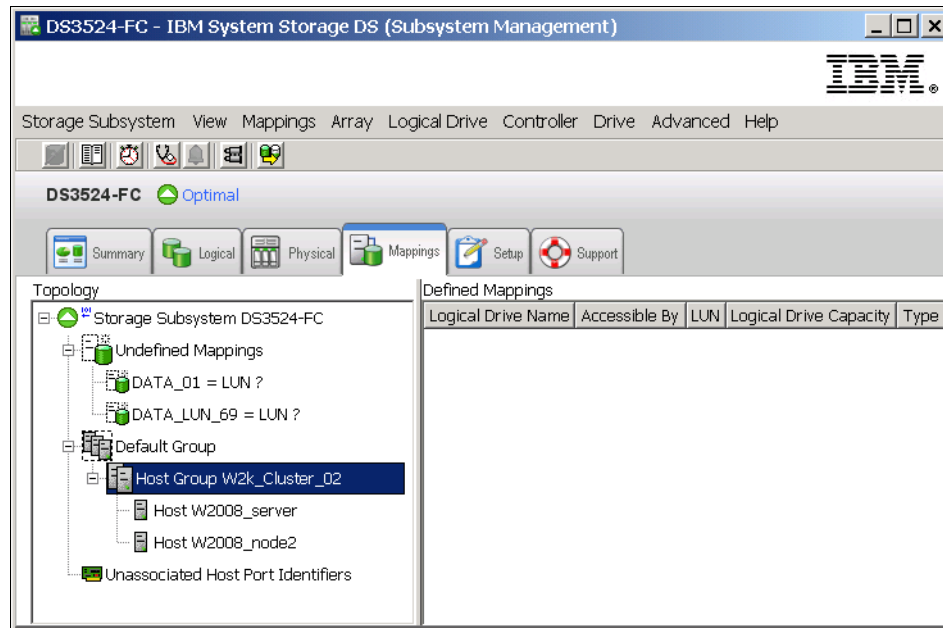 DS3524-FC - IBM System Storage DS (Subsystem Management)
IBM®
Storage Subsystem View Mappings Array Logical Drive Controller Drive Advanced Help
DS3524-FC Optimal
Summary Logical Physical Mappings Setup Support
Topology
Storage Subsystem DS3524-FC
Undefined Mappings
DATA_01 = LUN ?
DATA_LUN_69 = LUN ?
Default Group
Host Group W2k_Cluster_02
Host W2008_server
Host W2008_node2
Unassociated Host Port Identifiers
Defined Mappings
Logical Drive Name Accessible By LUN Logical Drive Capacity Type